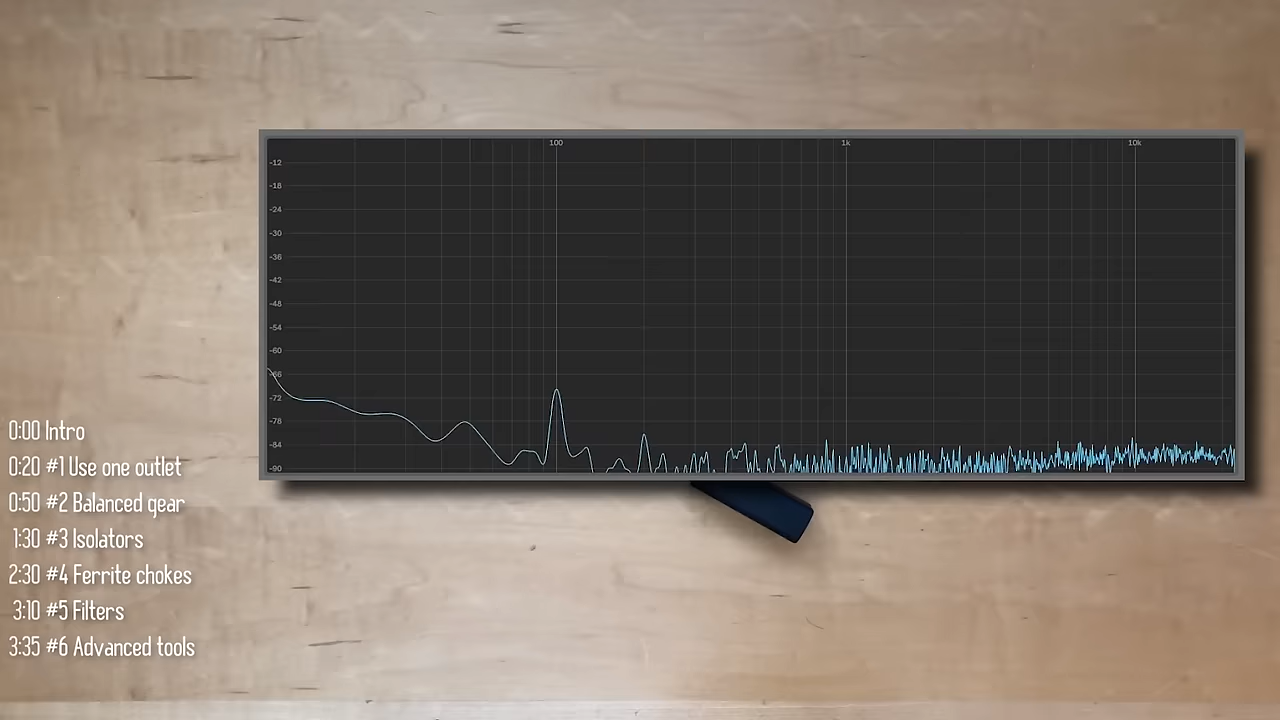 100 1k 10k
-12
-18
-24
-30
-36
-42
-48
-54
-60
-66
-72
-78
-84
-90
0:00 Intro
0:20 #1 Use one outlet
0:50 #2 Balanced gear
1:30 #3 Isolators
2:30 #4 Ferrite chokes
3:10 #5 Filters
3:35 #6 Advanced tools